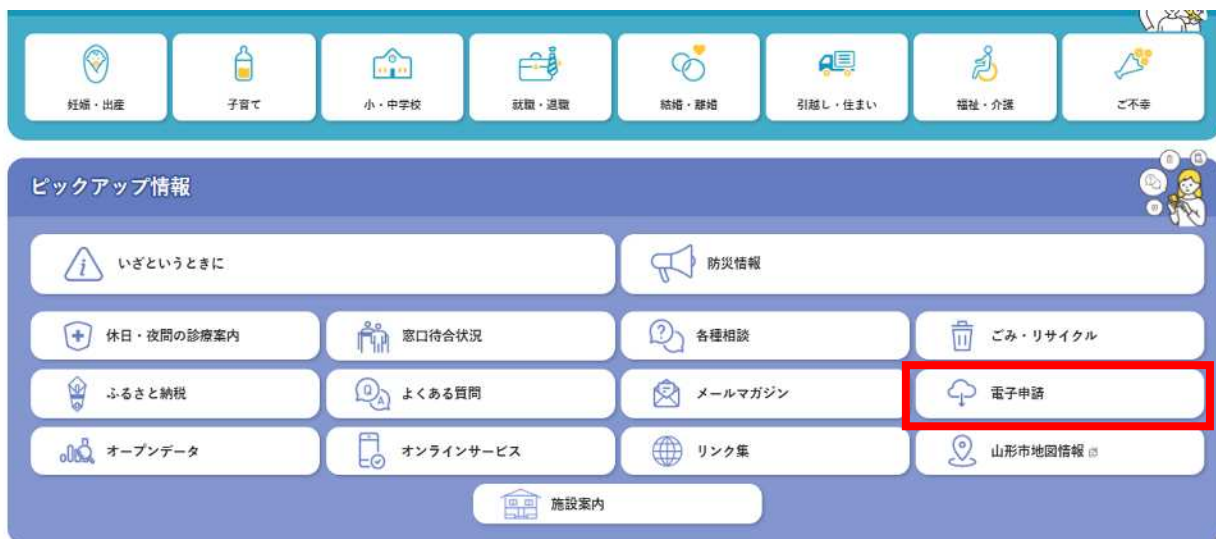 妊娠・出産
子育て
小・中学校
就職・退職
結婚・離婚
引越し・住まい
福祉・介護
ご不幸
ピックアップ情報
いざというときに
防災情報
休日・夜間の診療案内
窓口待合状況
各種相談
ごみ・リサイクル
ふるさと納税
よくある質問
メールマガジン
電子申請
オープンデータ
オンラインサービス
リンク集
山形市地図情報
施設案内